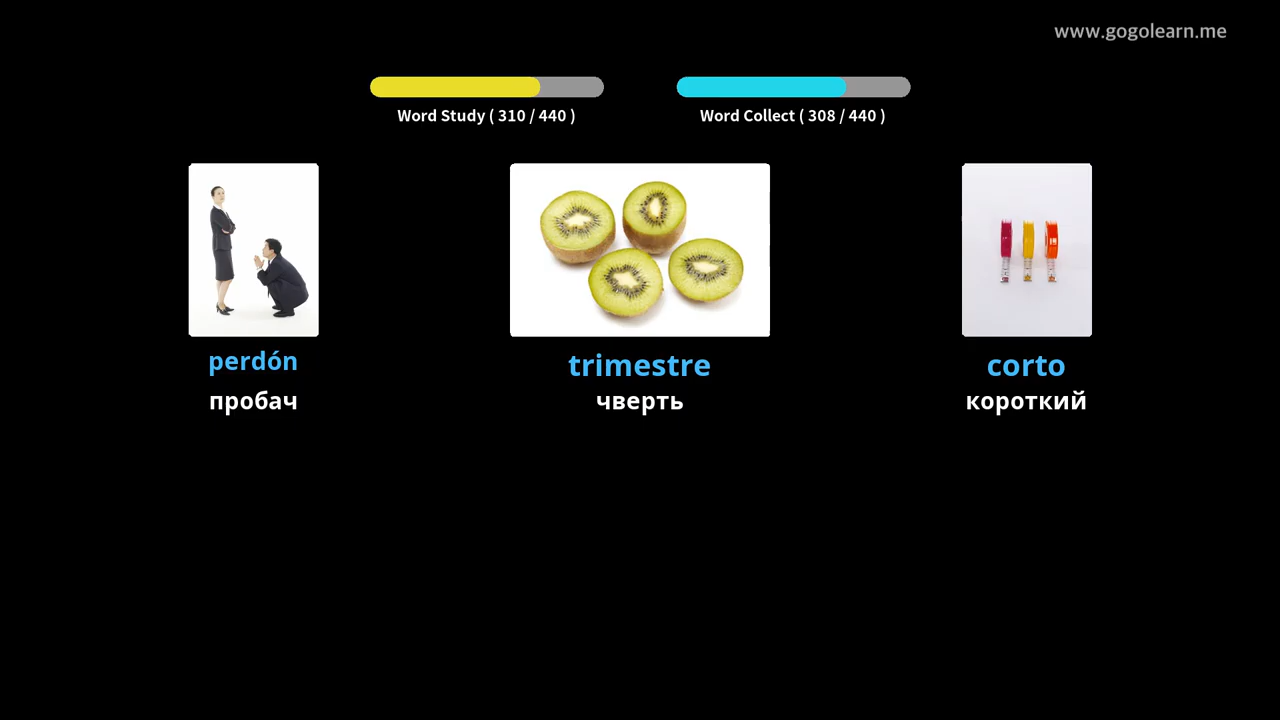 www.gogolearn.me
Word Study ( 310 / 440 )
Word Collect ( 308 / 440 )
perdón
trimestre
corto
пробач
чверть
короткий